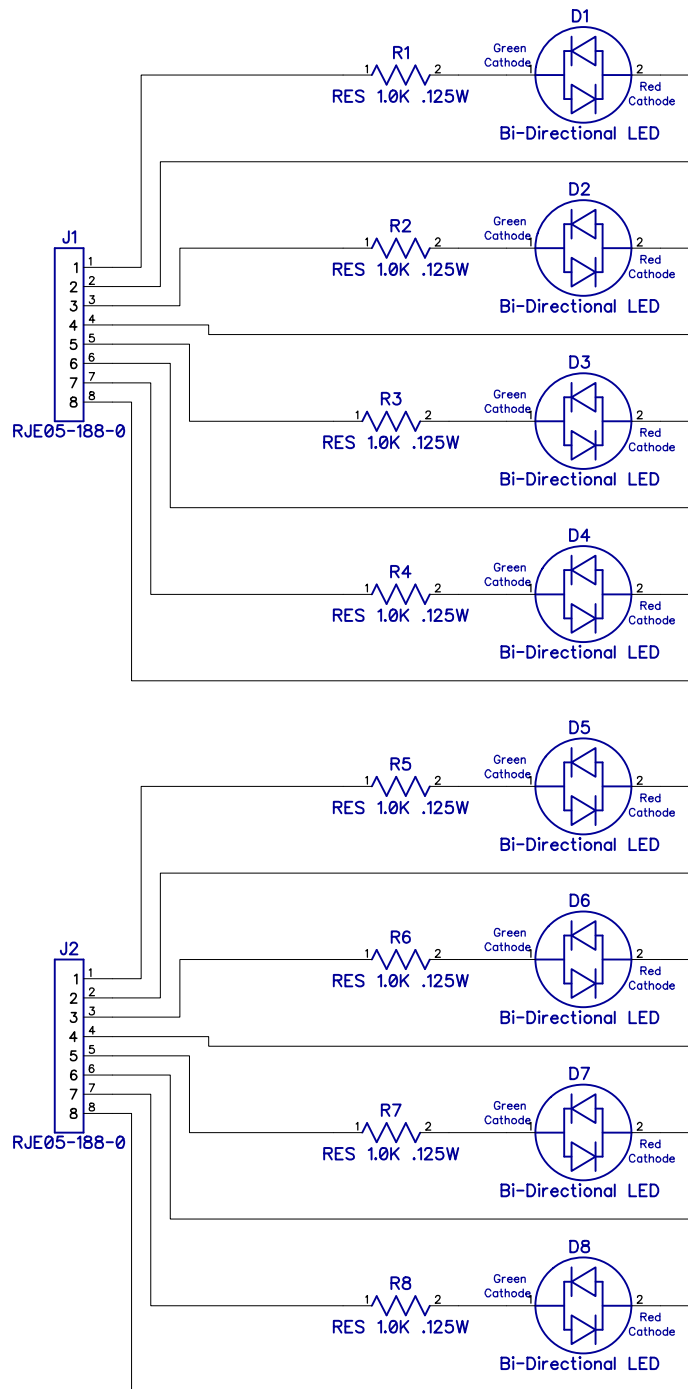 D1
R1
Green
Cathode
1 2 1 2
RES 1.0K .125W
Red
Cathode
Bi-Directional LED
D2
R2
Green
Cathode
1 2 1 2
RES 1.0K .125W
Red
Cathode
Bi-Directional LED
J1
1 1
2 2
3 3
4 4
5 5
6 6
7 7
8 8
RJE05-188-0
D3
R3
Green
Cathode
1 2 1 2
RES 1.0K .125W
Red
Cathode
Bi-Directional LED
D4
R4
Green
Cathode
1 2 1 2
RES 1.0K .125W
Red
Cathode
Bi-Directional LED
D5
R5
Green
Cathode
1 2 1 2
RES 1.0K .125W
Red
Cathode
Bi-Directional LED
D6
R6
Green
Cathode
1 2 1 2
RES 1.0K .125W
Red
Cathode
Bi-Directional LED
J2
1 1
2 2
3 3
4 4
5 5
6 6
7 7
8 8
RJE05-188-0
D7
R7
Green
Cathode
1 2 1 2
RES 1.0K .125W
Red
Cathode
Bi-Directional LED
D8
R8
Green
Cathode
1 2 1 2
RES 1.0K .125W
Red
Cathode
Bi-Directional LED